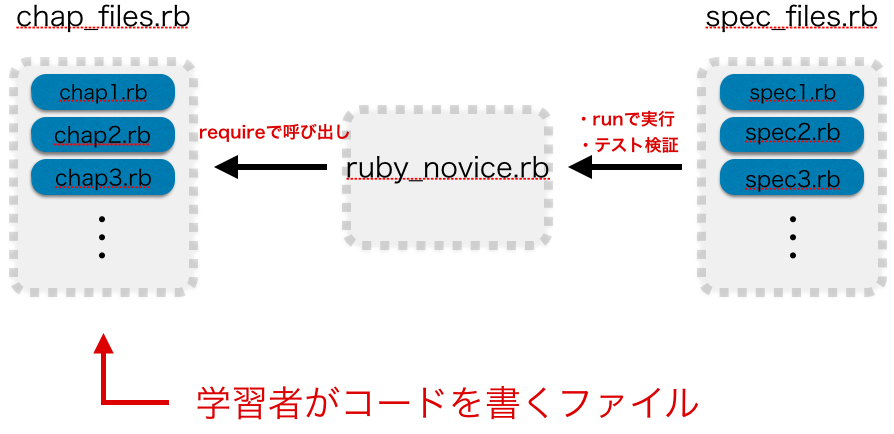 chap_files.rb
spec_files.rb
chap1.rb
chap2.rb
chap3.rb
requireで呼び出し
ruby_novice.rb
・runで実行
・テスト検証
spec1.rb
spec2.rb
spec3.rb
学習者がコードを書くファイル